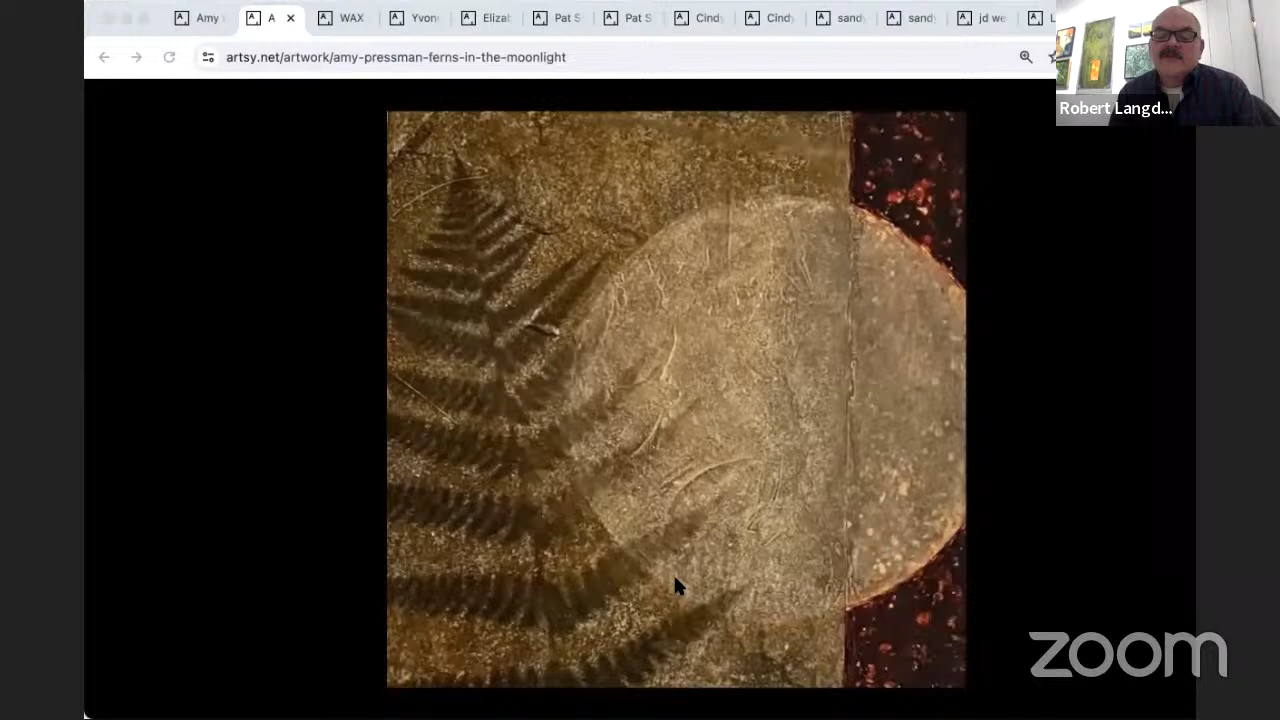 Amy
A
WAX
Yvon
Eliza
Pat S
Pat S
Cind
Cind
sand
sand
jd we
L
artsy.net/artwork/amy-pressman-ferns-in-the-moonlight
Robert Langd...
zoom